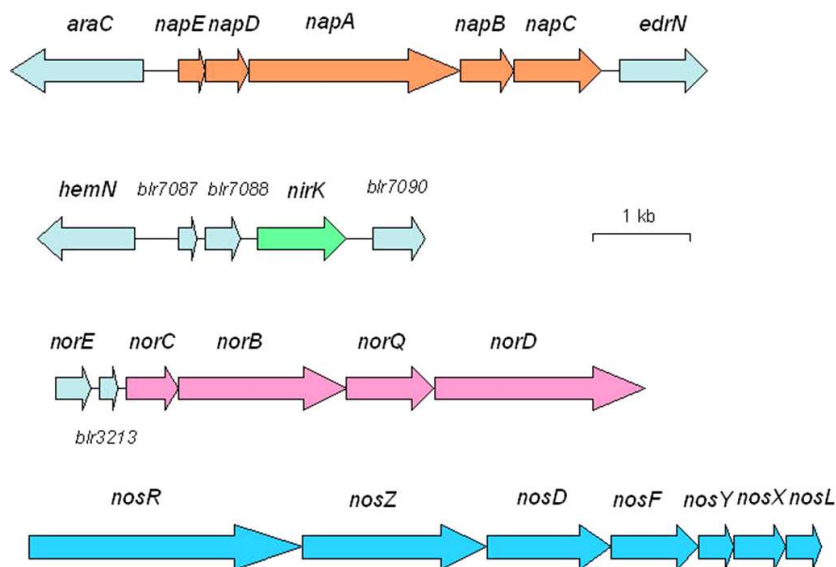 araC napE napD napA napB napC edrN
hemN blr7087 blr7088 nirK blr7090
1 kb
norE norC norB norQ norD
blr3213
nosR nosZ nosD nosF nosY nosX nosL